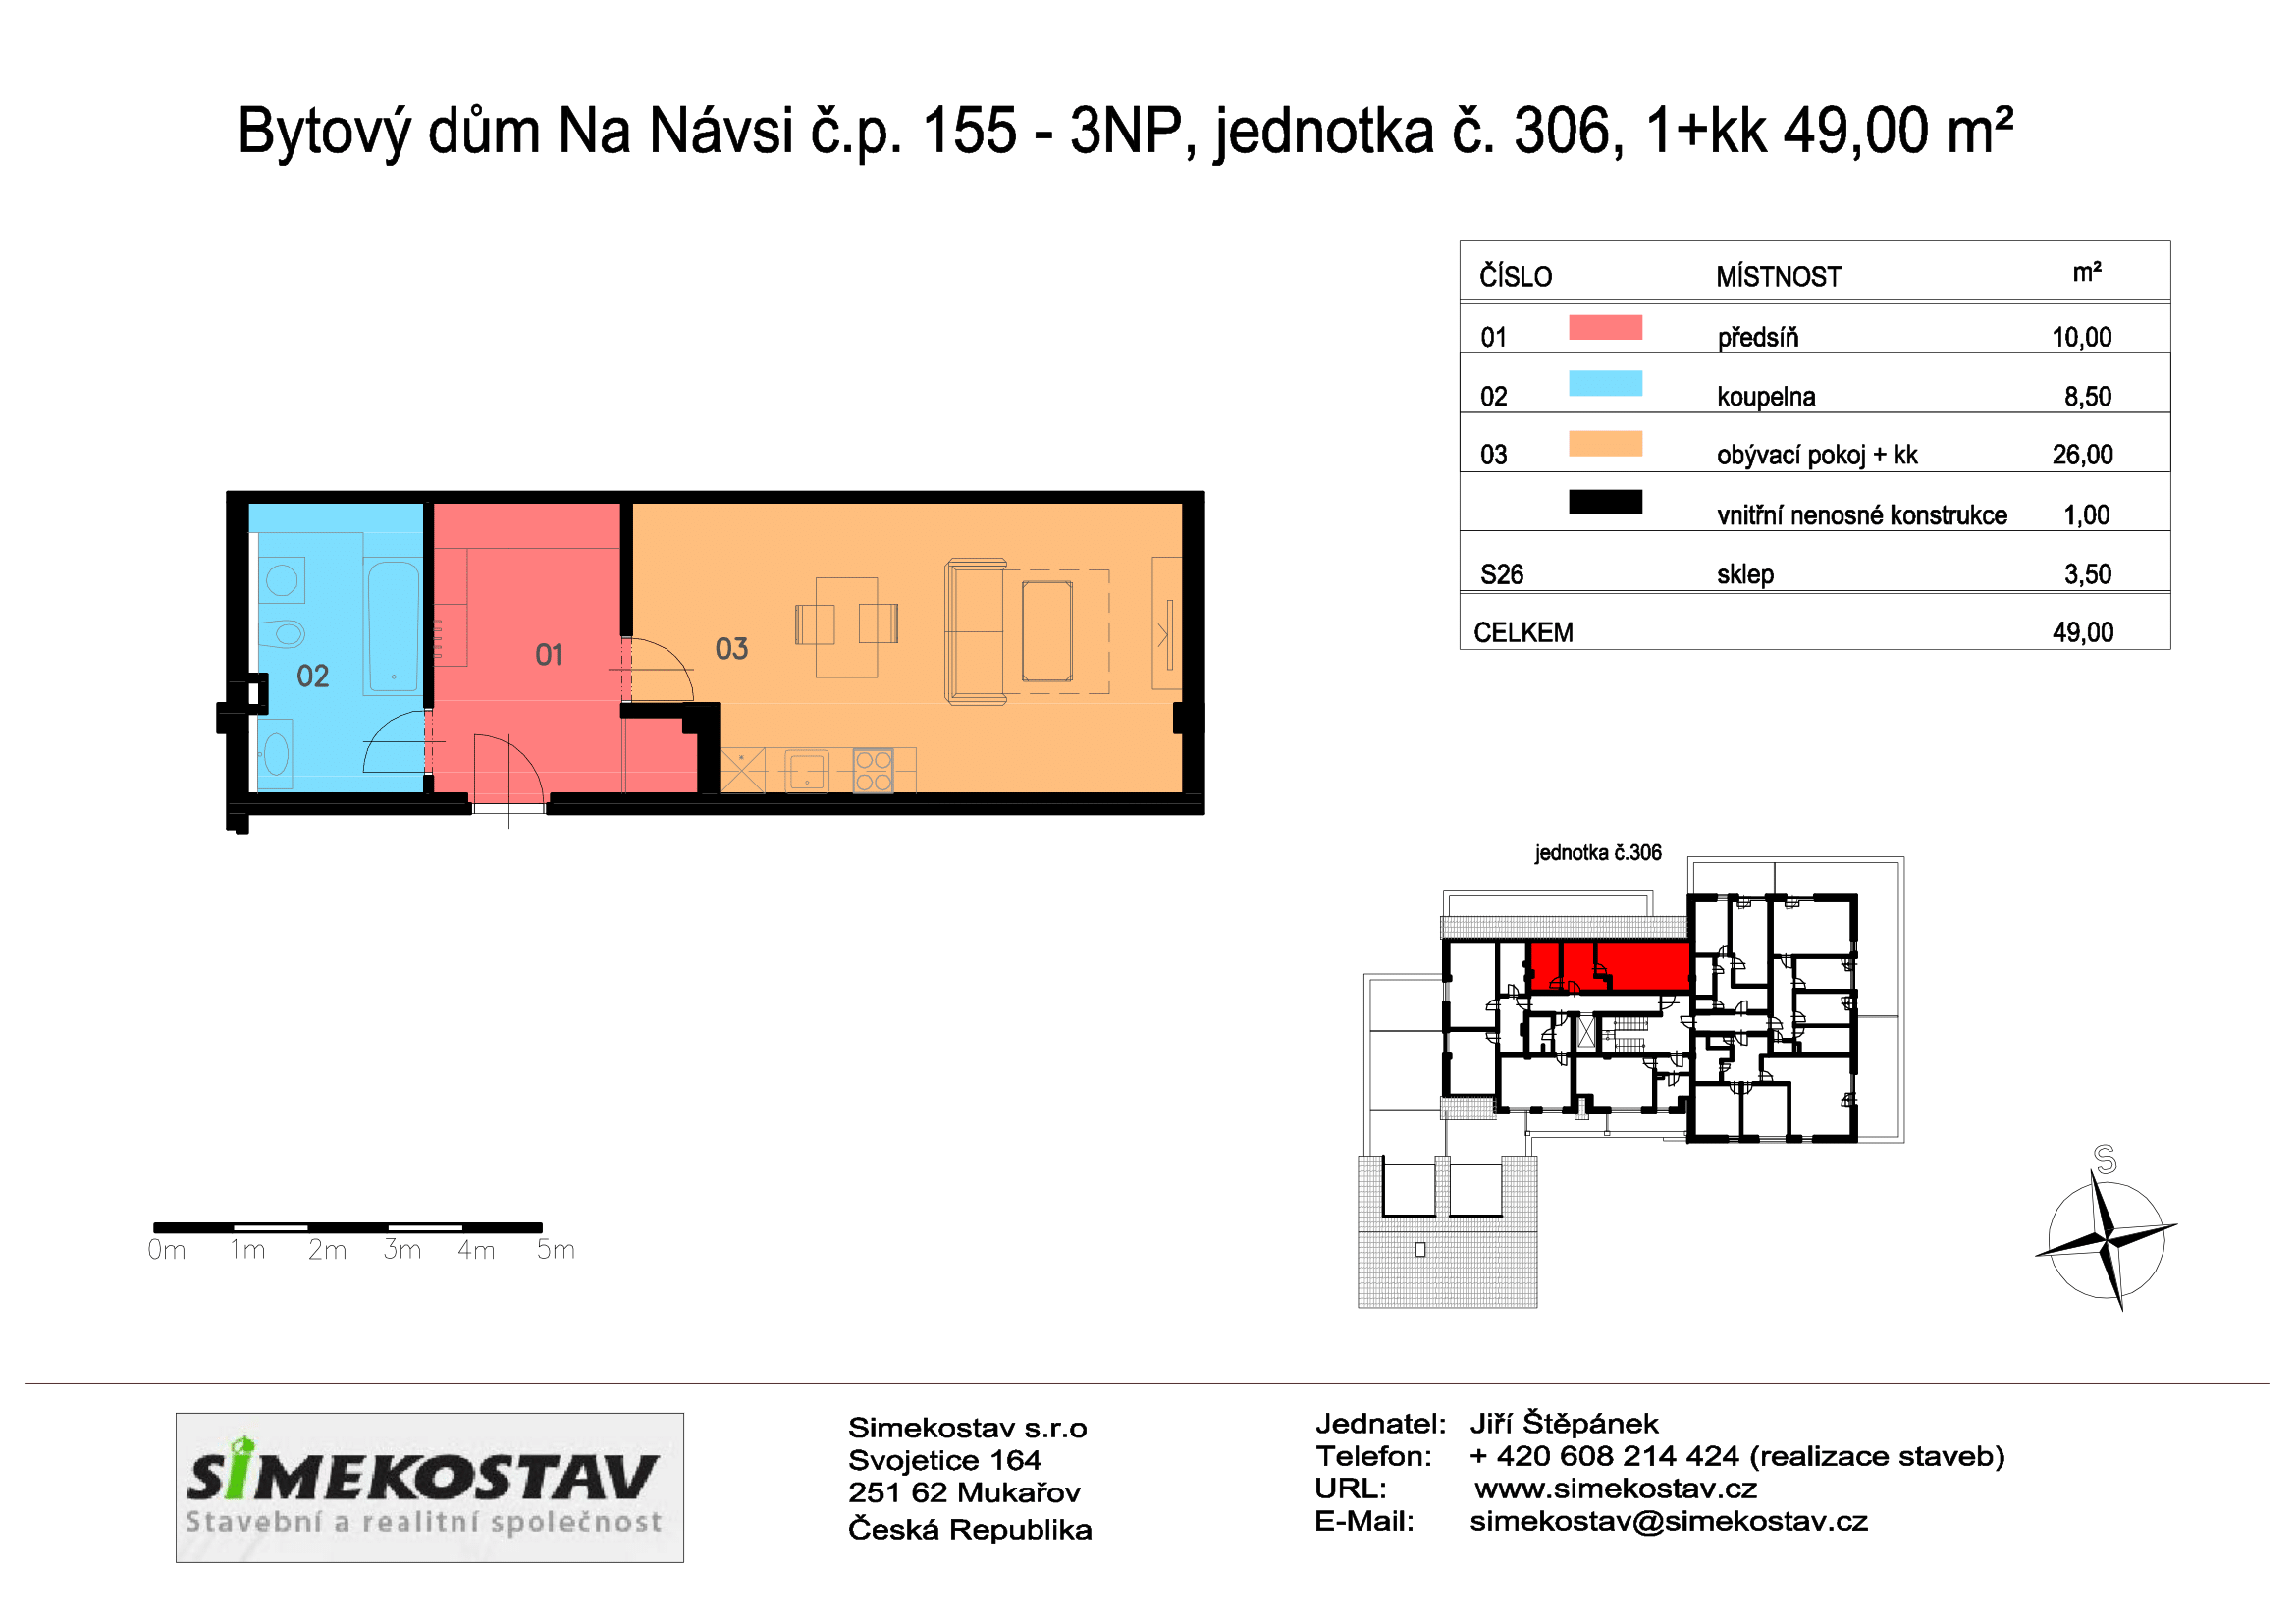 Bytový dům Na Návsi č.p. 155 - 3NP, jednotka č. 306, 1+kk 49,00 m²
ČÍSLO MÍSTNOST m²
01 předsíň 10,00
02 koupelna 8,50
03 obývací pokoj + kk 26,00
vnitřní nenosné konstrukce 1,00
S26 sklep 3,50
CELKEM 49,00
02
01
03
jednotka č.306
S
0m 1m 2m 3m 4m 5m
SIMEKOSTAV
Stavební a realitní společnost
Simekostav s.r.o
Svojetice 164
251 62 Mukařov
Česká Republika
Jednatel: Jiří Štěpánek
Telefon: + 420 608 214 424 (realizace staveb)
URL: www.simekostav.cz
E-Mail: simekostav@simekostav.cz